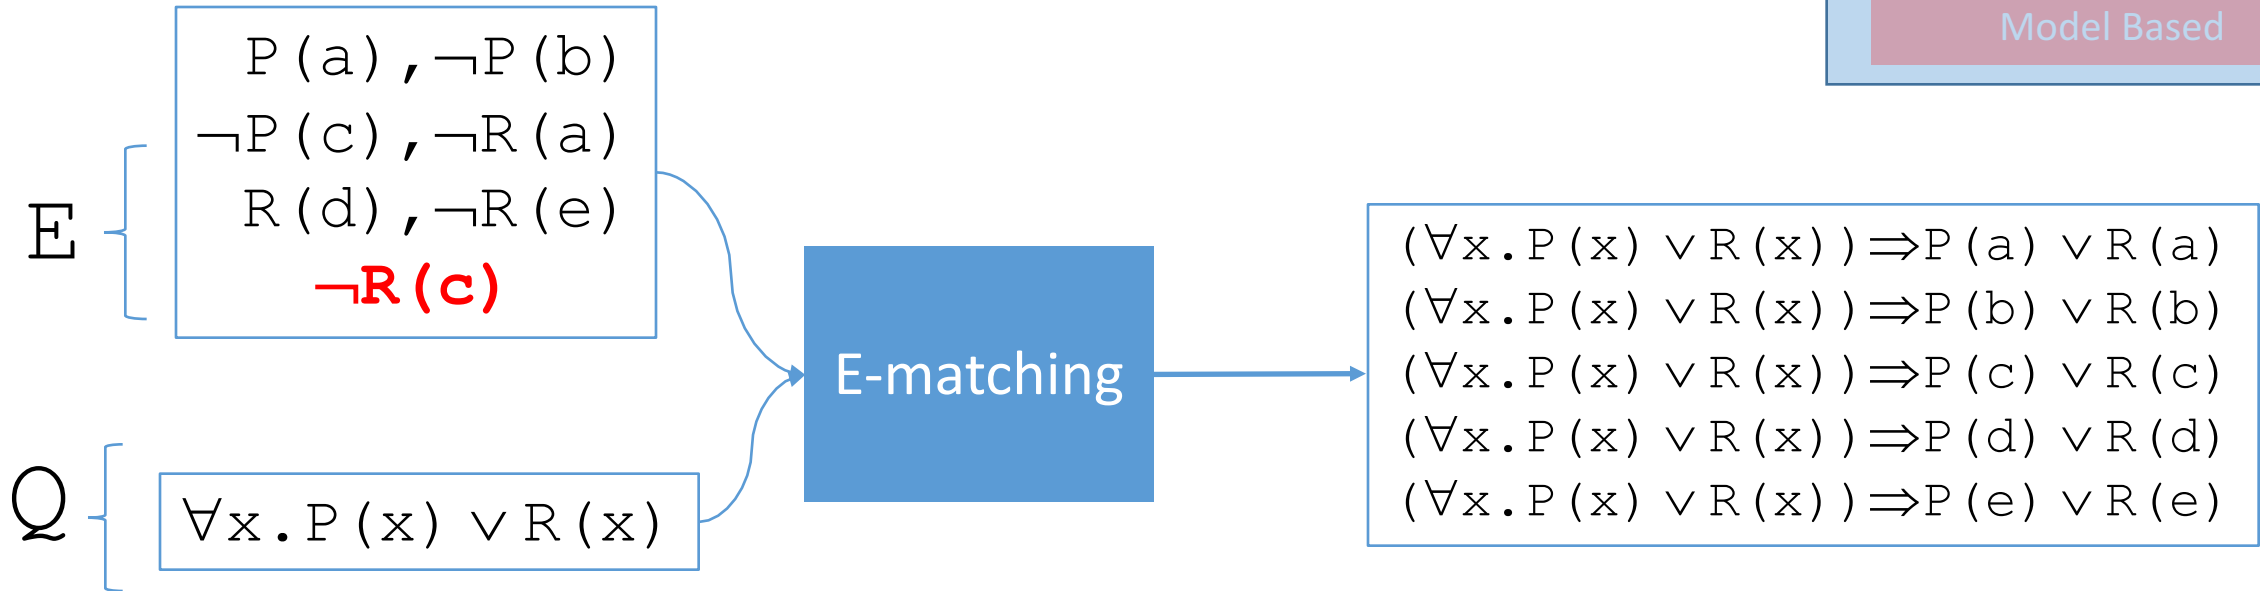 Model Based
P(a),¬P(b)
¬P(c),¬R(a)
R(d),¬R(e)
¬R(c)
E
E-matching
(∀x.P(x) ∨R(x))⇒P(a) ∨R(a)
(∀x.P(x) ∨R(x))⇒P(b) ∨R(b)
(∀x.P(x) ∨R(x))⇒P(c) ∨R(c)
(∀x.P(x) ∨R(x))⇒P(d) ∨R(d)
(∀x.P(x) ∨R(x))⇒P(e) ∨R(e)
Q
∀x.P(x) ∨R(x)